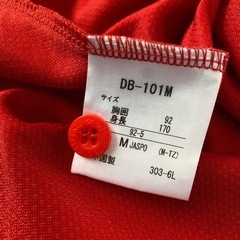 DB-101M
サイズ
胸囲 92
身長 170
92-5
M JASPO (M-TZ)
国製
303-6L